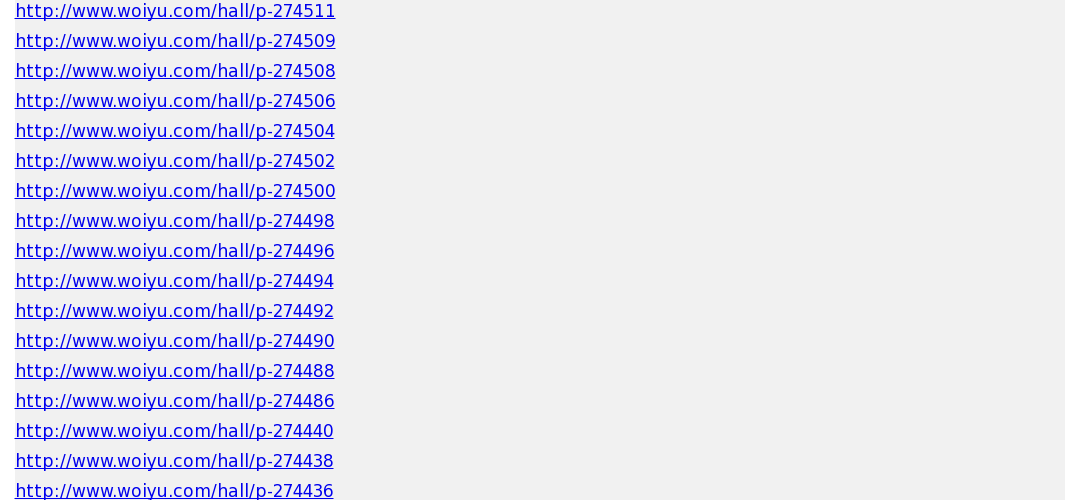 http://www.woiyu.com/hall/p-274511
http://www.woiyu.com/hall/p-274509
http://www.woiyu.com/hall/p-274508
http://www.woiyu.com/hall/p-274506
http://www.woiyu.com/hall/p-274504
http://www.woiyu.com/hall/p-274502
http://www.woiyu.com/hall/p-274500
http://www.woiyu.com/hall/p-274498
http://www.woiyu.com/hall/p-274496
http://www.woiyu.com/hall/p-274494
http://www.woiyu.com/hall/p-274492
http://www.woiyu.com/hall/p-274490
http://www.woiyu.com/hall/p-274488
http://www.woiyu.com/hall/p-274486
http://www.woiyu.com/hall/p-274440
http://www.woiyu.com/hall/p-274438
http://www.woiyu.com/hall/p-274436